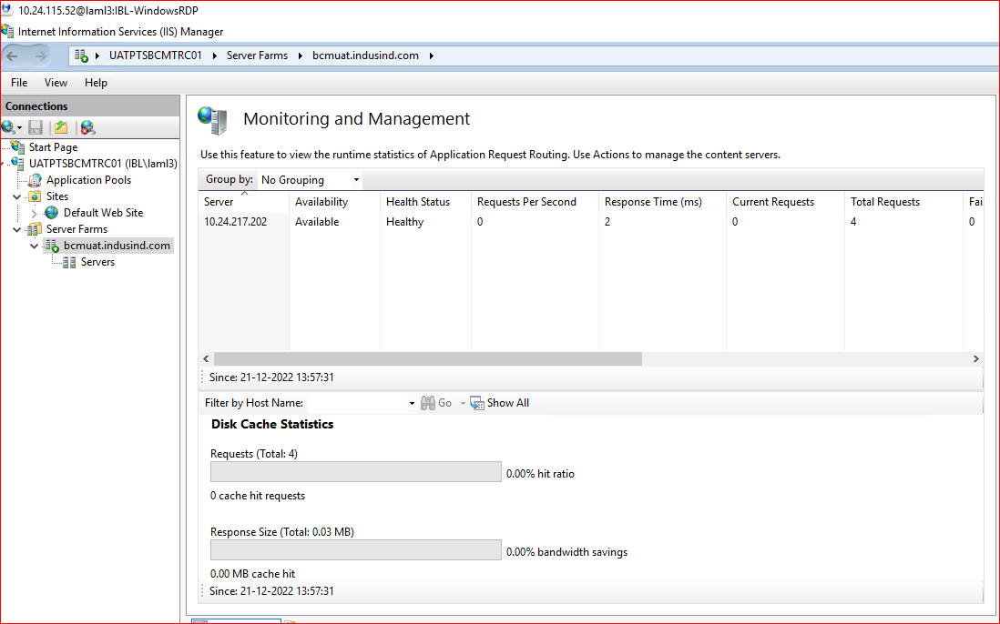 10.24.115.52@IamI3:IBL-WindowsRDP
Internet Information Services (IIS) Manager
UATPTSBCMTRC01 Server Farms bcmuat.indusind.com
File View Help
Connections
Start Page
UATPTSBCMTRC01 (IBL\IamI3)
Application Pools
Sites
Default Web Site
Server Farms
bcmuat.indusind.com
Servers
Monitoring and Management
Use this feature to view the runtime statistics of Application Request Routing. Use Actions to manage the content servers.
Group by: No Grouping
Server Availability Health Status Requests Per Second Response Time (ms) Current Requests Total Requests Fai
10.24.217.202 Available Healthy 0 2 0 4 0
Since: 21-12-2022 13:57:31
Filter by Host Name: Go Show All
Disk Cache Statistics
Requests (Total: 4)
0.00% hit ratio
0 cache hit requests
Response Size (Total: 0.03 MB)
0.00% bandwidth savings
0.00 MB cache hit
Since: 21-12-2022 13:57:31